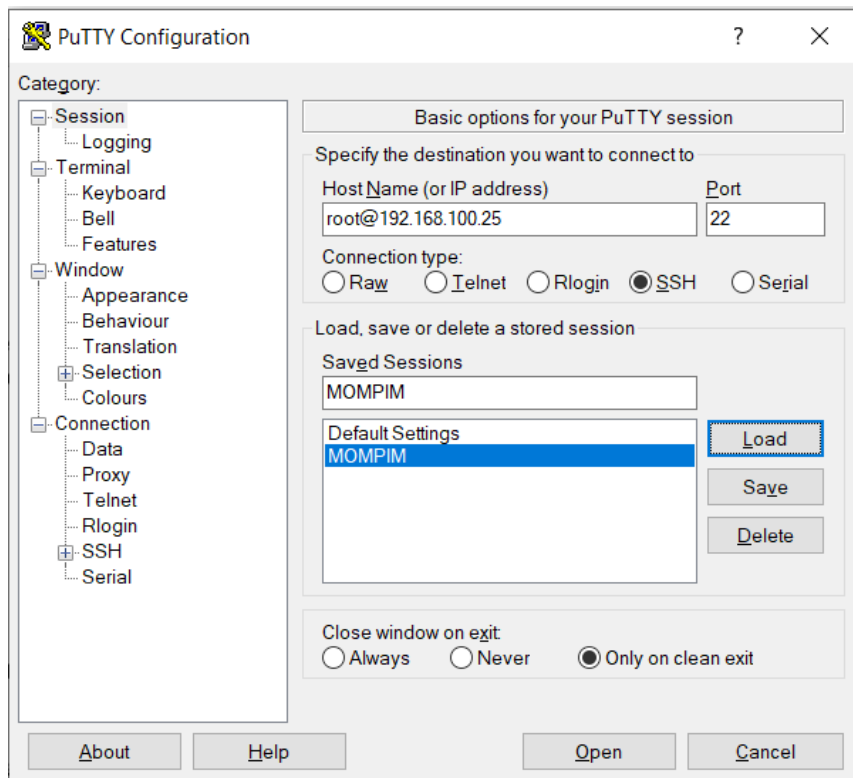 PuTTY Configuration
?
Category:
Session
Logging
Terminal
Keyboard
Bell
Features
Window
Appearance
Behaviour
Translation
Selection
Colours
Connection
Data
Proxy
Telnet
Rlogin
SSH
Serial
Basic options for your PuTTY session
Specify the destination you want to connect to
Host Name (or IP address) Port
root@192.168.100.25 22
Connection type:
Raw Telnet Rlogin SSH Serial
Load, save or delete a stored session
Saved Sessions
MOMPIM
Default Settings
MOMPIM
Load
Save
Delete
Close window on exit:
Always Never Only on clean exit
About Help Open Cancel